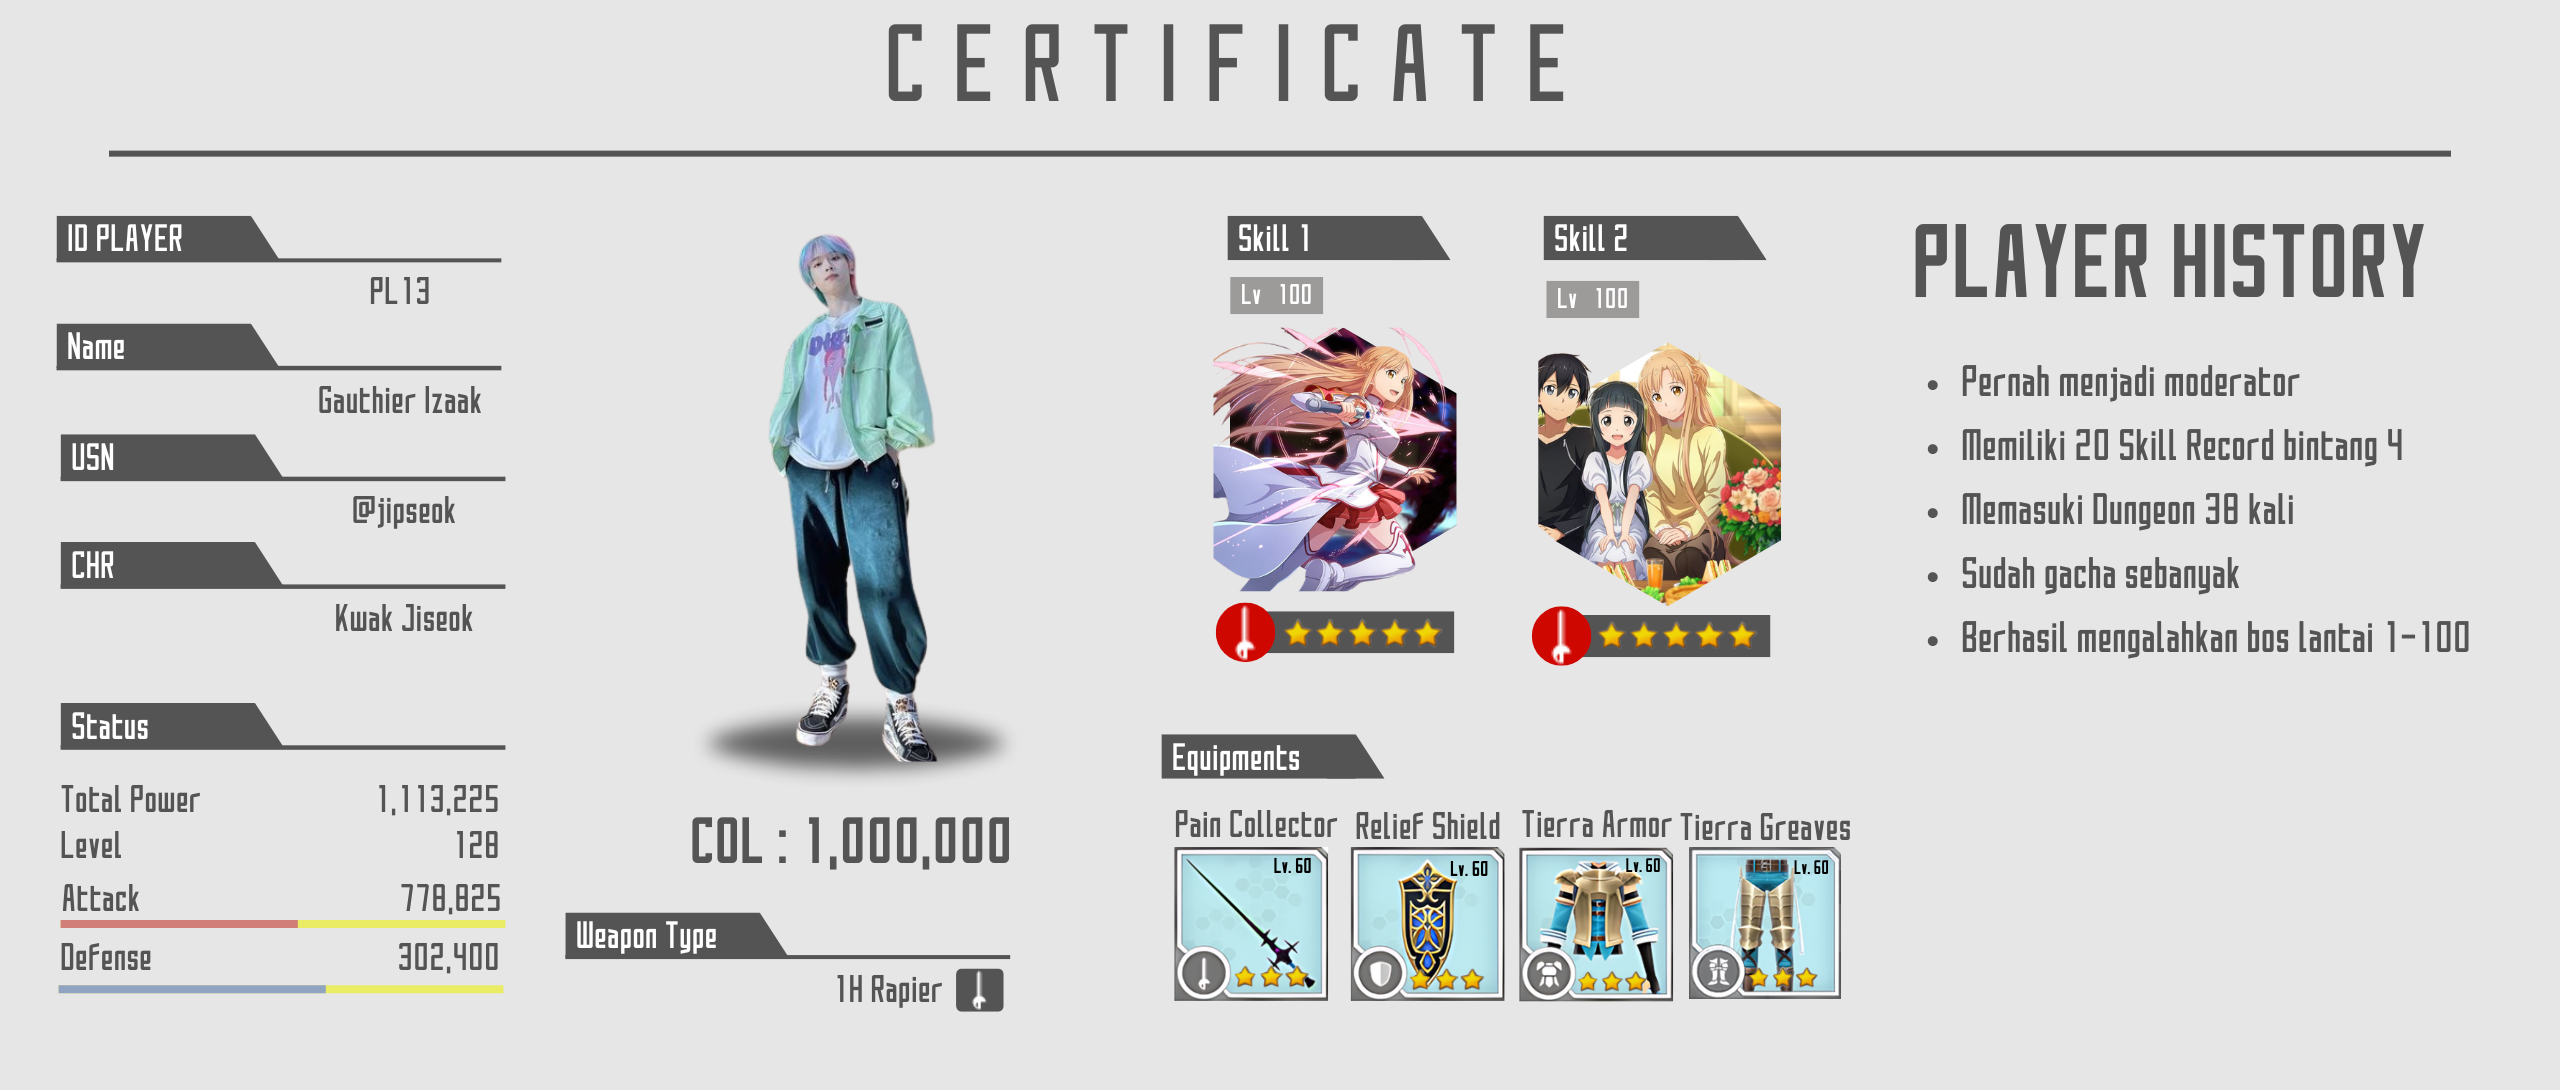 CERTIFICATE
ID PLAYER
PL13
Name
Gauthier Izaak
USN
@jipseok
CHR
Kwak Jiseok
Status
Total Power 1,113,225
Level 128
Attack 778,825
Defense 302,400
COL : 1,000,000
Weapon Type
1H Rapier
Skill 1
Lv 100
Skill 2
Lv 100
Equipments
Pain Collector
Lv. 60
Relief Shield
Lv. 60
Tierra Armor
Lv. 60
Tierra Greaves
Lv. 60
PLAYER HISTORY
• Pernah menjadi moderator
• Memiliki 20 Skill Record bintang 4
• Memasuki Dungeon 38 kali
• Sudah gacha sebanyak
• Berhasil mengalahkan bos lantai 1-100